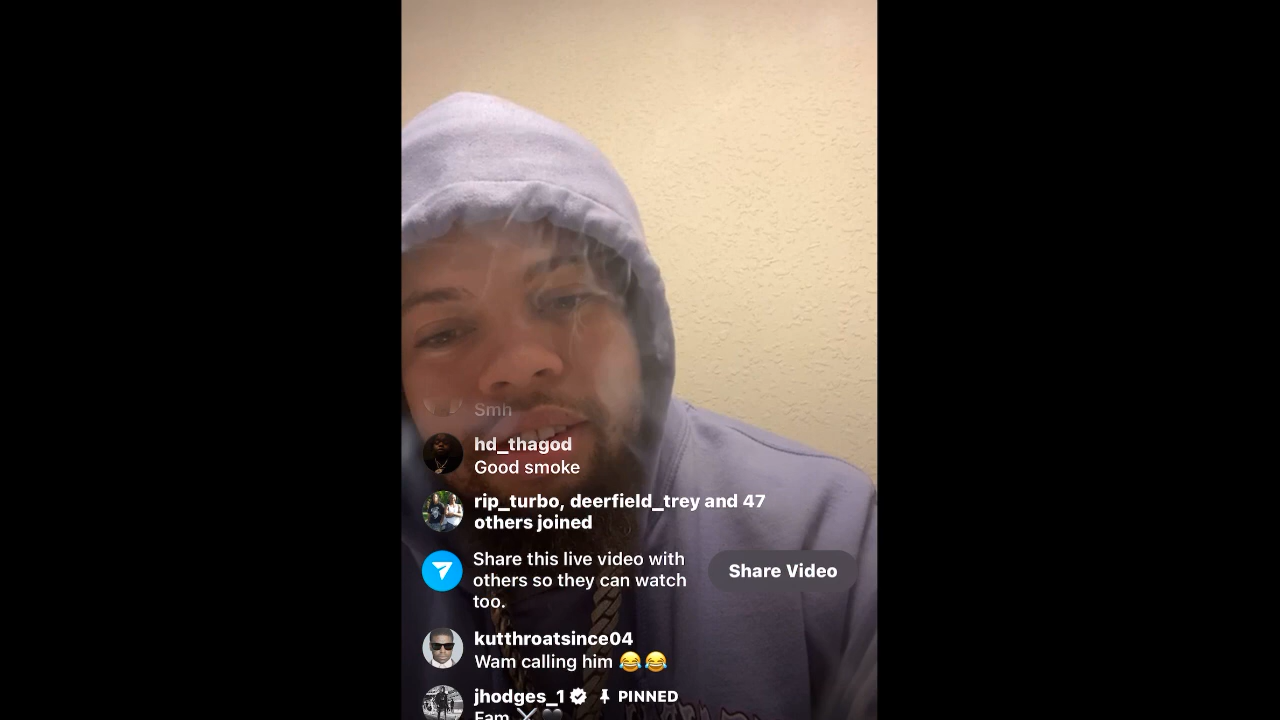 Smh
hd_thagod
Good smoke
rip_turbo, deerfield_trey and 47
others joined
Share this live video with
others so they can watch
too.
Share Video
kutthroatsince04
Wam calling him 😂😂
jhodges_1 PINNED
Fam